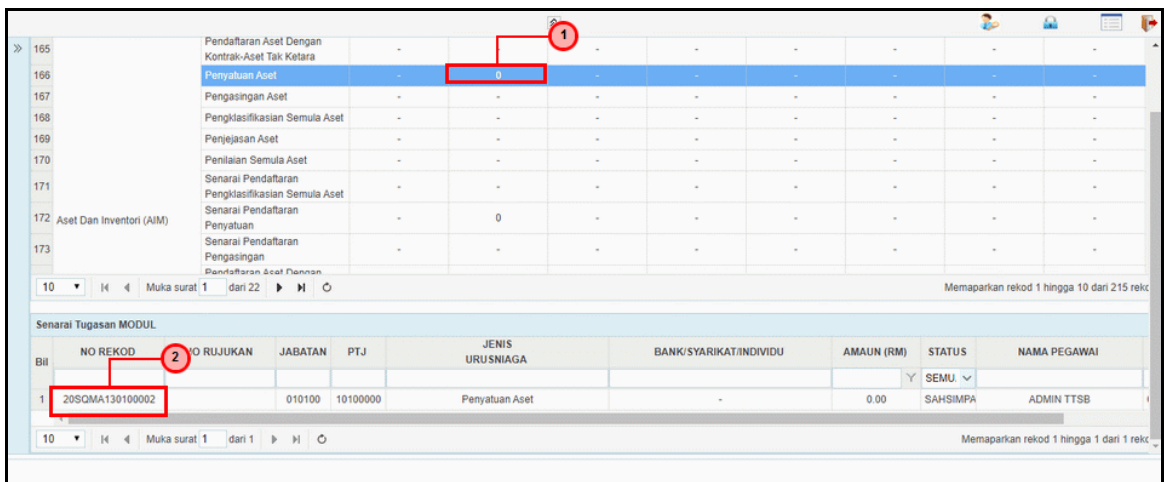 1
165 Pendaftaran Aset Dengan - - - - - - - -
Kontrak-Aset Tak Ketara
166 Penyatuan Aset - 0 - - - - - -
167 Pengasingan Aset - - - - - - - -
168 Pengklasifikasian Semula Aset - - - - - - - -
169 Penjejasan Aset - - - - - - - -
170 Penilaian Semula Aset - - - - - - - -
171 Senarai Pendaftaran - - - - - - - -
Pengklasifikasian Semula Aset
172 Aset Dan Inventori (AIM) Senarai Pendaftaran - 0 - - - - - -
Penyatuan
173 Senarai Pendaftaran - - - - - - - -
Pengasingan
Pendaftaran Aset Dengan
10 Muka surat 1 dari 22 Memaparkan rekod 1 hingga 10 dari 215
Senarai Tugasan MODUL
Bil NO REKOD 2 RUJUKAN JABATAN PTJ JENIS URUSNIAGA BANK/SYARIKAT/INDIVIDU AMAUN (RM) STATUS NAMA PEGAWAI
SEMU.
1 20SQMA130100002 010100 10100000 Penyatuan Aset - 0.00 SAHSIMPA ADMIN TTSB
10 Muka surat 1 dari 1 Memaparkan rekod 1 hingga 1 dari 1